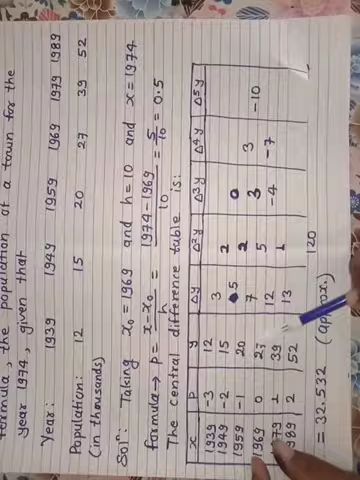 formula, the population of a town for the
year 1974, given that
Year: 1939 1949 1959 1969 1979 1989
Population: 12 15 20 27 39 52
(in thousands)
Solⁿ: Taking x₀ = 1969 and h = 10 and x = 1974
formula → p = x - x₀ / h = 1974 - 1969 / 10 = 5/10 = 0.5
The central difference table is:
x P y Δy Δ²y Δ³y Δ⁴y Δ⁵y
1939 -3 12
3
1949 -2 15 2
5 0
1959 -1 20 2 3
7 3 -10
1969 0 27 5 -7
12 -4
1979 1 39 1
13
1989 2 52
120
= 32.532 (approx.)